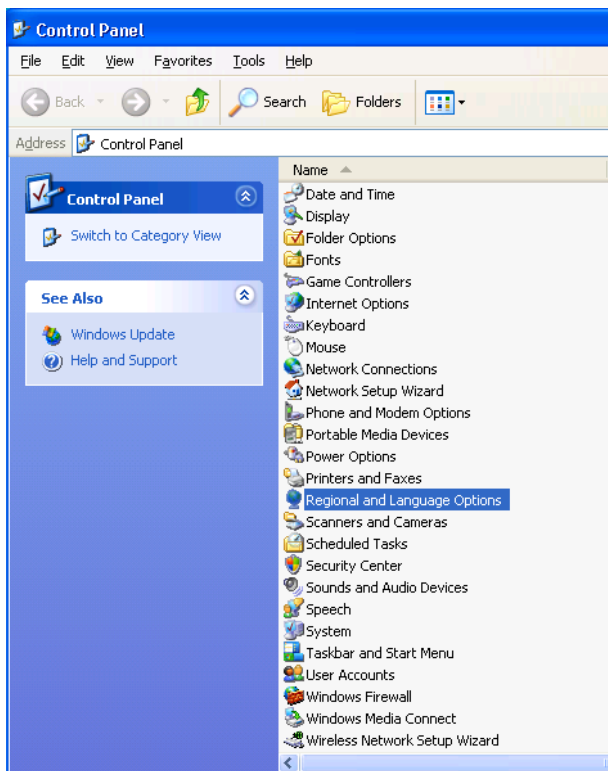 Control Panel
File Edit View Favorites Tools Help
Back Search Folders
Address Control Panel
Control Panel
Switch to Category View
See Also
Windows Update
Help and Support
Name
Date and Time
Display
Folder Options
Fonts
Game Controllers
Internet Options
Keyboard
Mouse
Network Connections
Network Setup Wizard
Phone and Modem Options
Portable Media Devices
Power Options
Printers and Faxes
Regional and Language Options
Scanners and Cameras
Scheduled Tasks
Security Center
Sounds and Audio Devices
Speech
System
Taskbar and Start Menu
User Accounts
Windows Firewall
Windows Media Connect
Wireless Network Setup Wizard